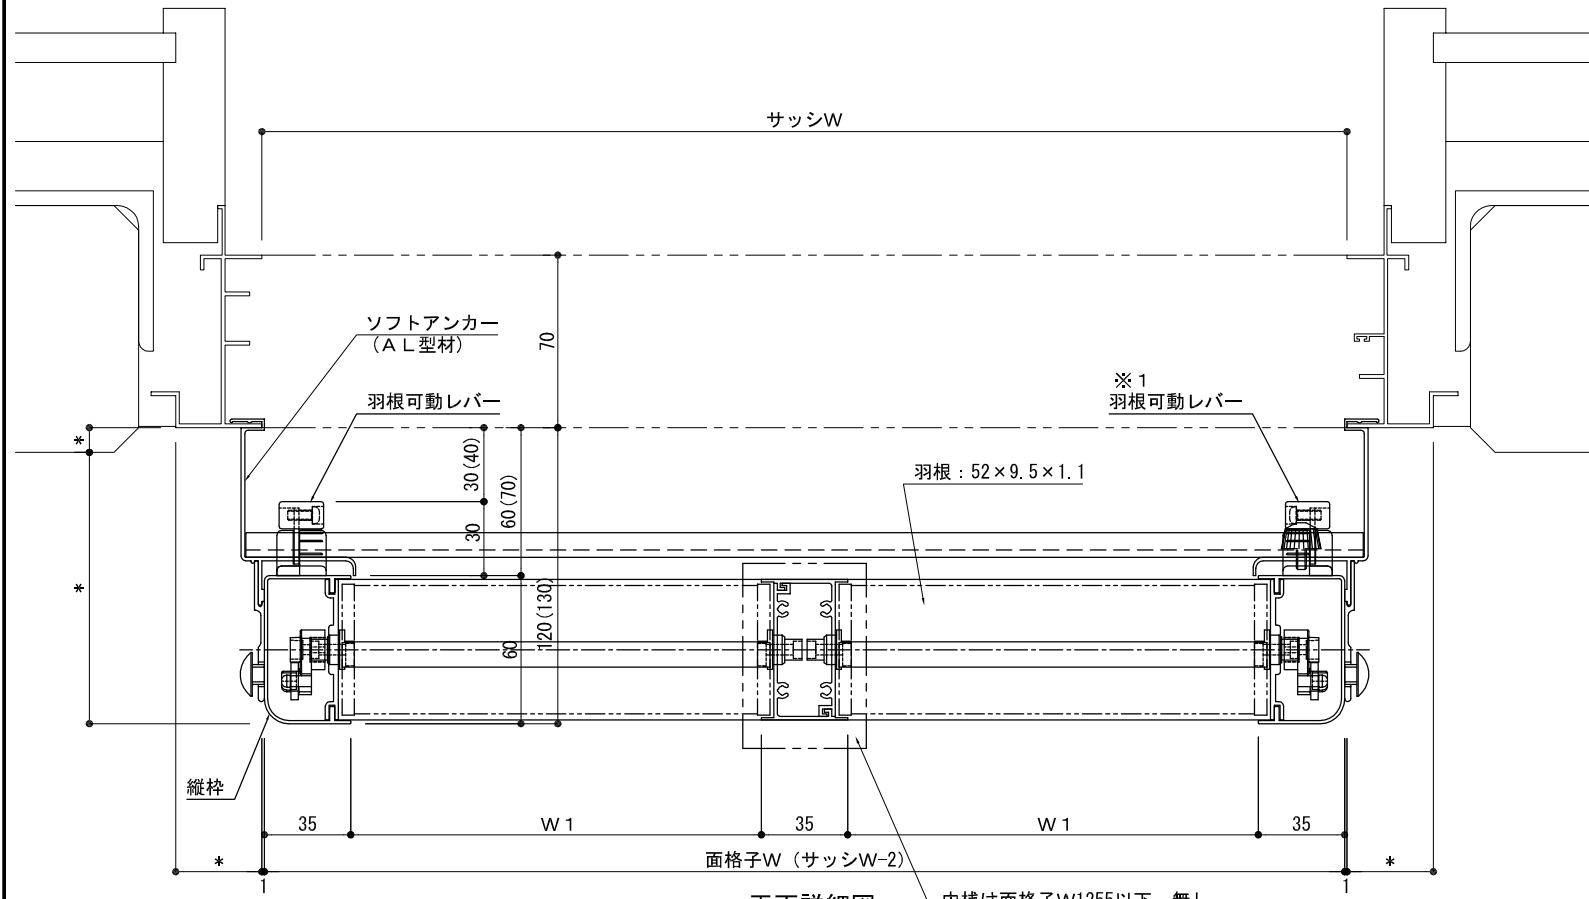 サッシW
ソフトアンカー
(AL型材)
70
羽根可動レバー
※1
羽根可動レバー
*
30(40)
60(70)
30
羽根:52×9.5×1.1
*
120(130)
60
縦枠
35
W1
35
W1
35
*
面格子W(サッシW-2)
*
1
1